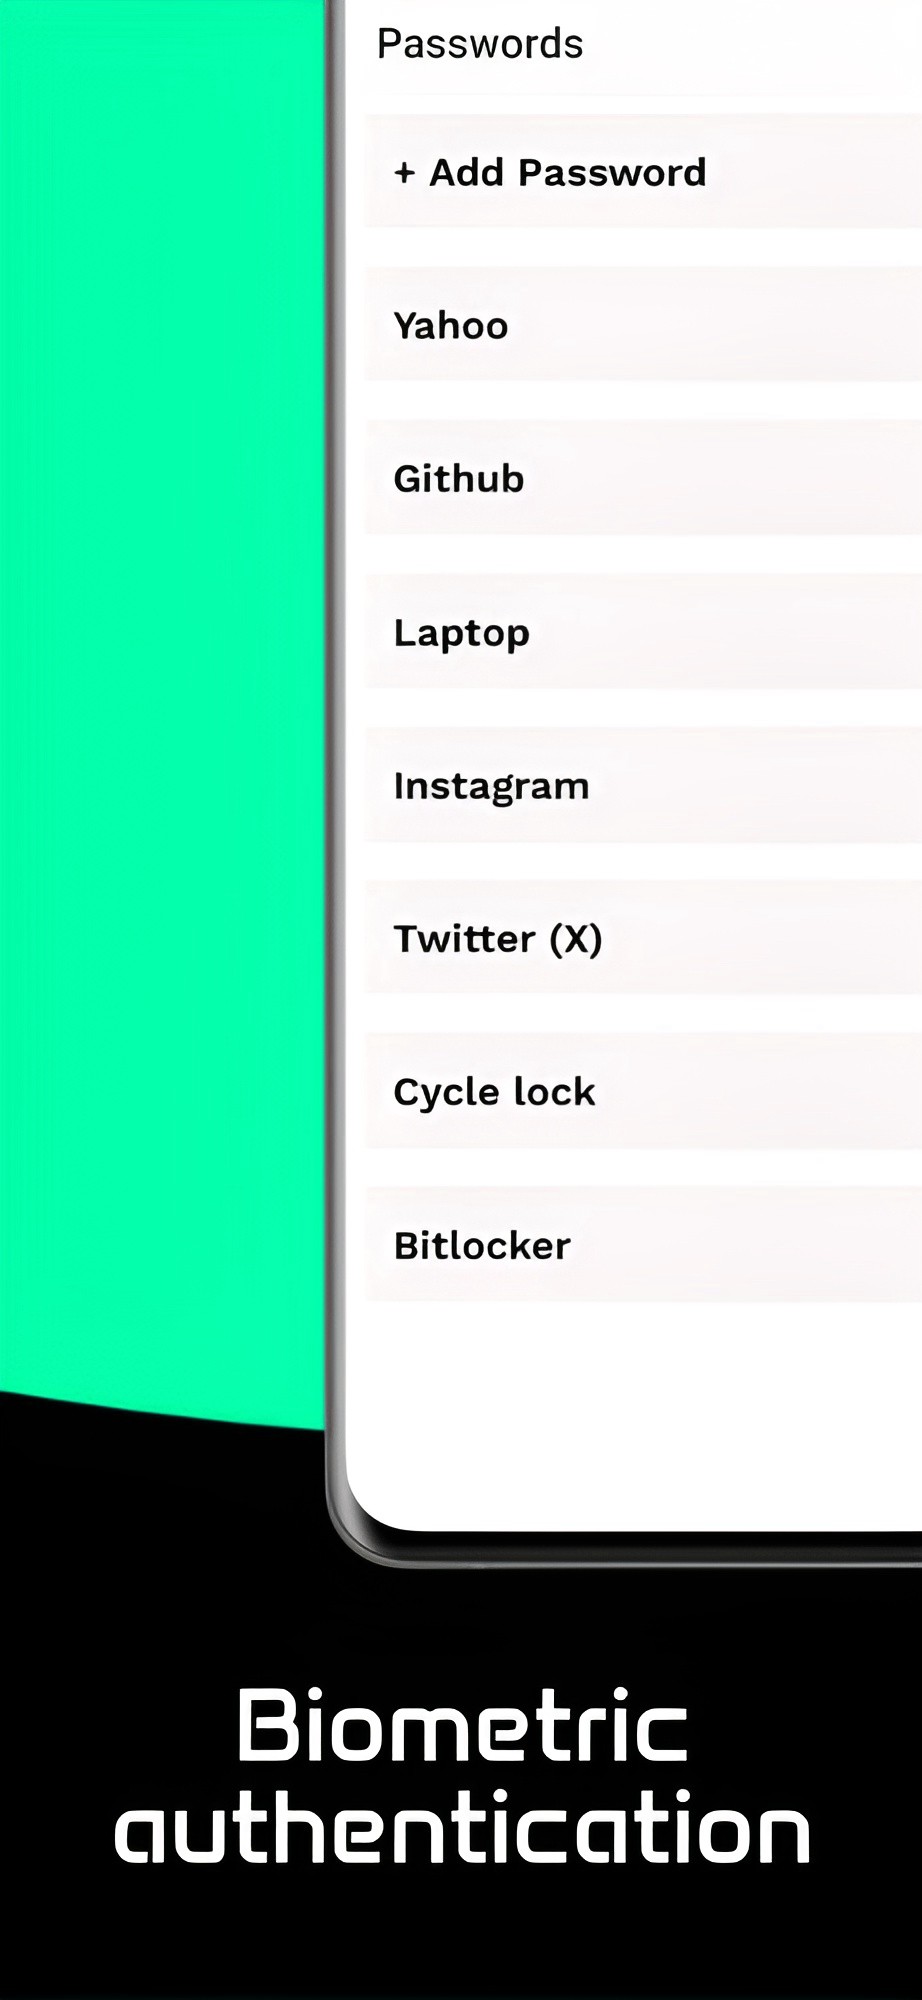 Passwords
+ Add Password
Yahoo
Github
Laptop
Instagram
Twitter (X)
Cycle lock
Bitlocker
Biometric
authentication